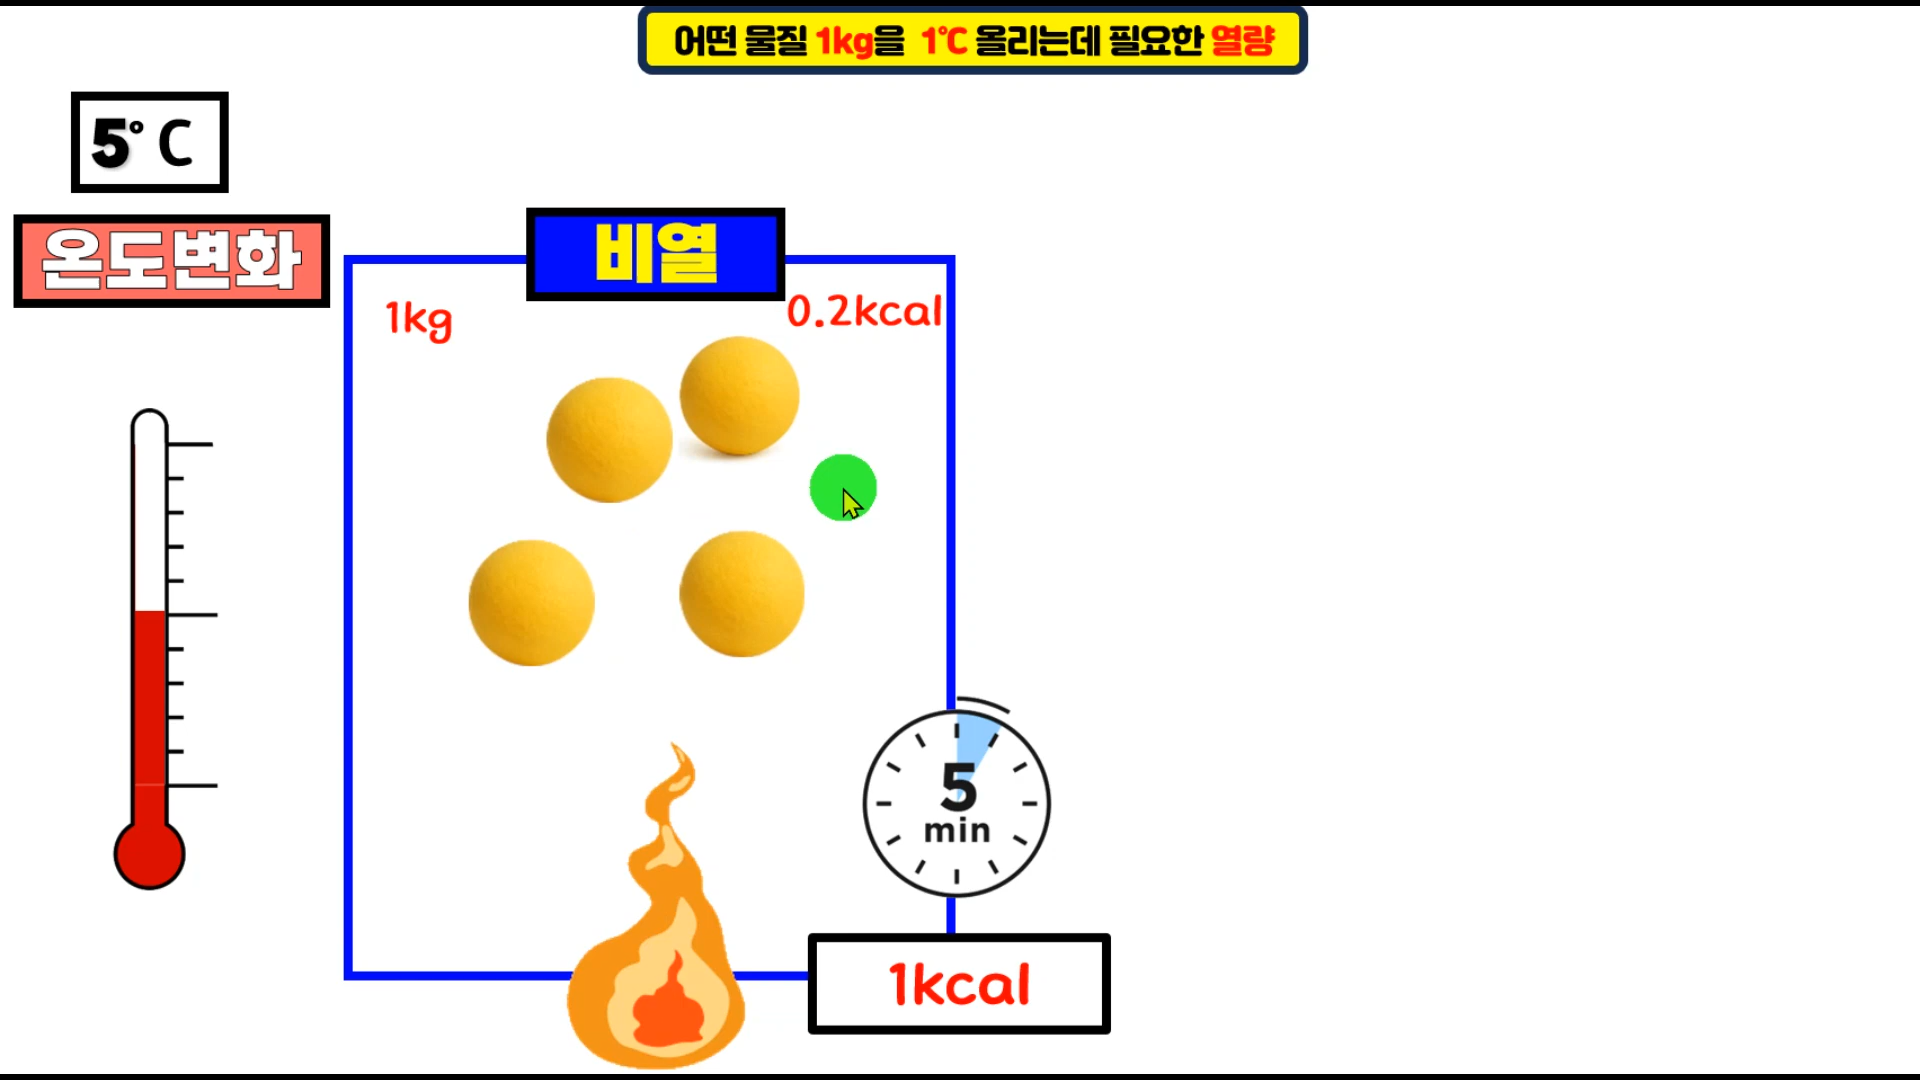 어떤 물질 1kg을 1℃ 올리는데 필요한 열량
5° C
온도변화
비열
1kg
0.2kcal
5
min
1kcal